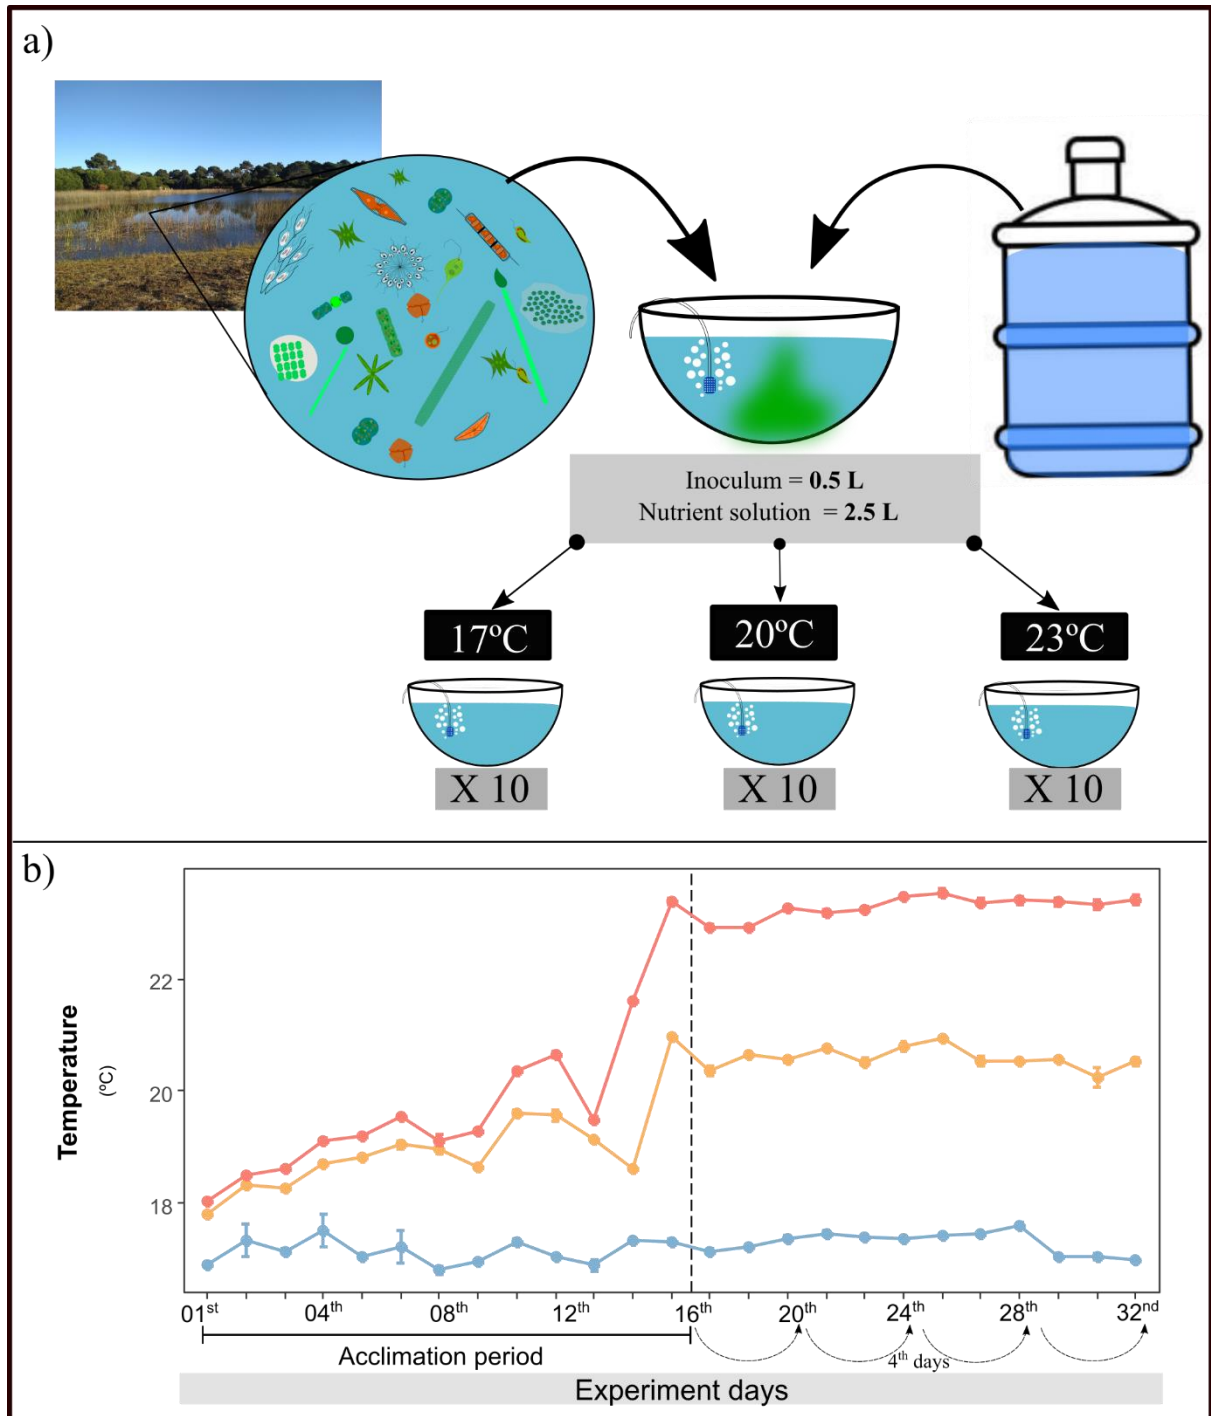 a)
Inoculum = 0.5 L
Nutrient solution = 2.5 L
17ºC
20ºC
23ºC
X 10
X 10
X 10
b)
Temperature
(ºC)
22
20
18
01st
04th
08th
12th
16th
20th
24th
28th
32nd
Acclimation period
4th days
Experiment days